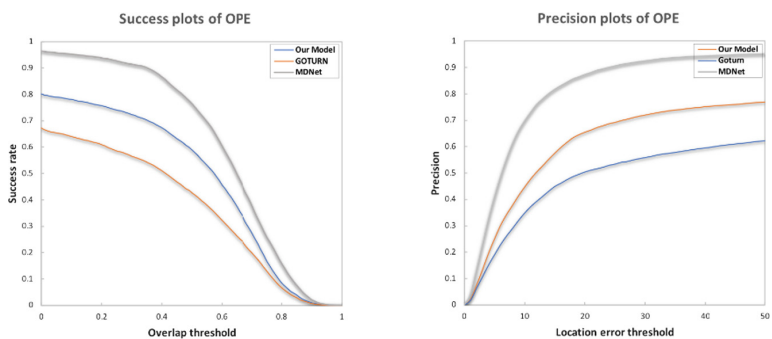 Success plots of OPE
Our Model
GOTURN
MDNet
1
0.9
0.8
0.7
0.6
0.5
0.4
0.3
0.2
0.1
0
0 0.2 0.4 0.6 0.8 1
Success rate
Overlap threshold
Precision plots of OPE
Our Model
Goturn
MDNet
1
0.9
0.8
0.7
0.6
0.5
0.4
0.3
0.2
0.1
0
0 10 20 30 40 50
Precision
Location error threshold